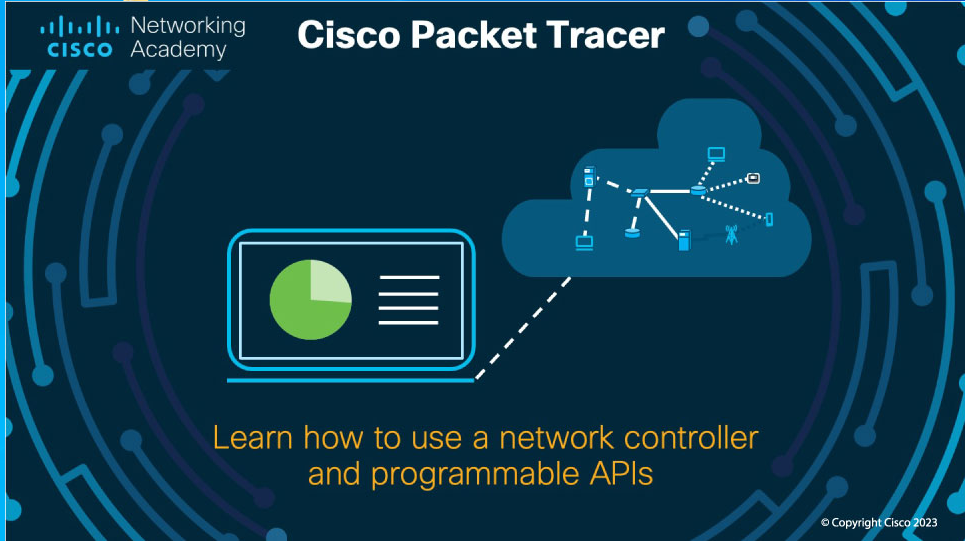 Networking
CISCO Academy
Cisco Packet Tracer
Learn how to use a network controller
and programmable APIs
© Copyright Cisco 2023